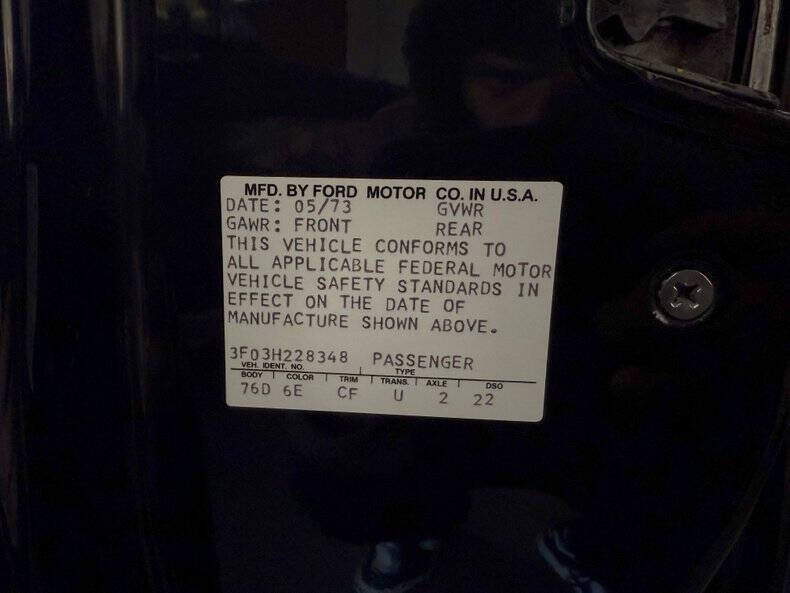 MFD. BY FORD MOTOR CO. IN U.S.A.
DATE: 05/73 GVWR
GAWR: FRONT REAR
THIS VEHICLE CONFORMS TO
ALL APPLICABLE FEDERAL MOTOR
VEHICLE SAFETY STANDARDS IN
EFFECT ON THE DATE OF
MANUFACTURE SHOWN ABOVE.
3F03H228348 PASSENGER
VEH. IDENT. NO. TYPE
BODY COLOR TRIM TRANS. AXLE DSO
76D 6E CF U 2 22